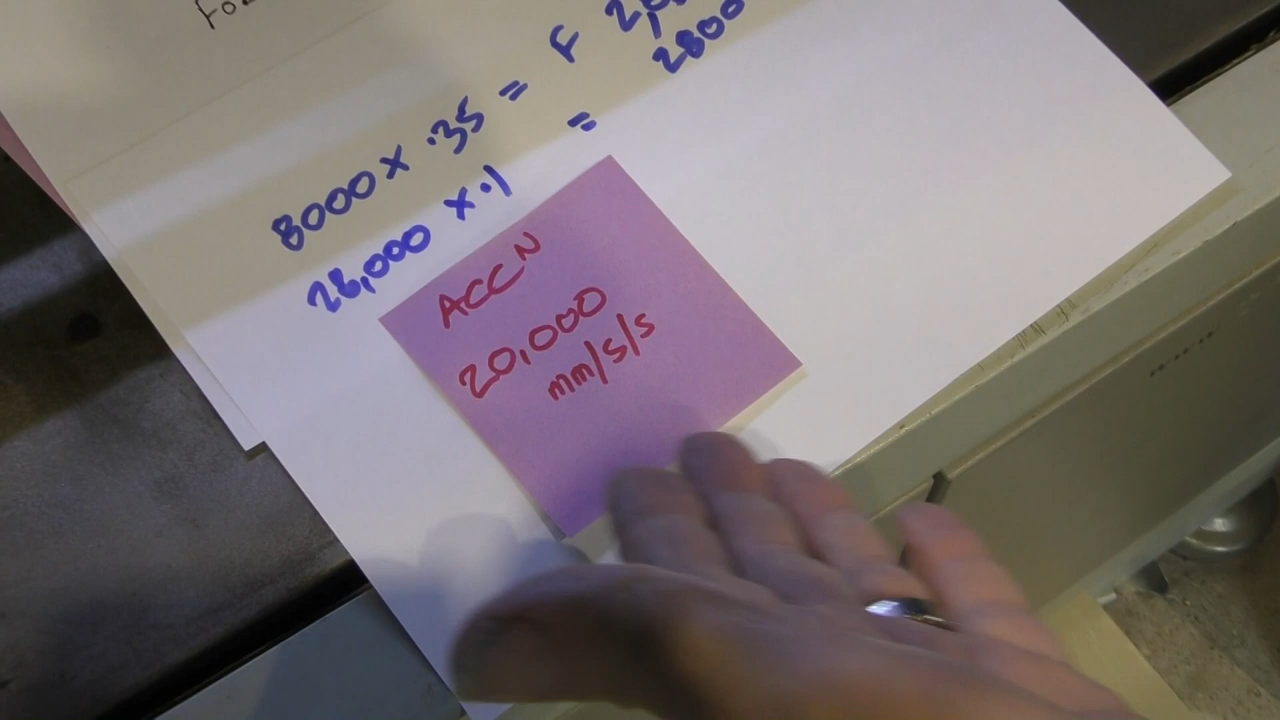 8000 x .35 = F
28,000 x .1 = 2800
ACCN
20,000
mm/s/s